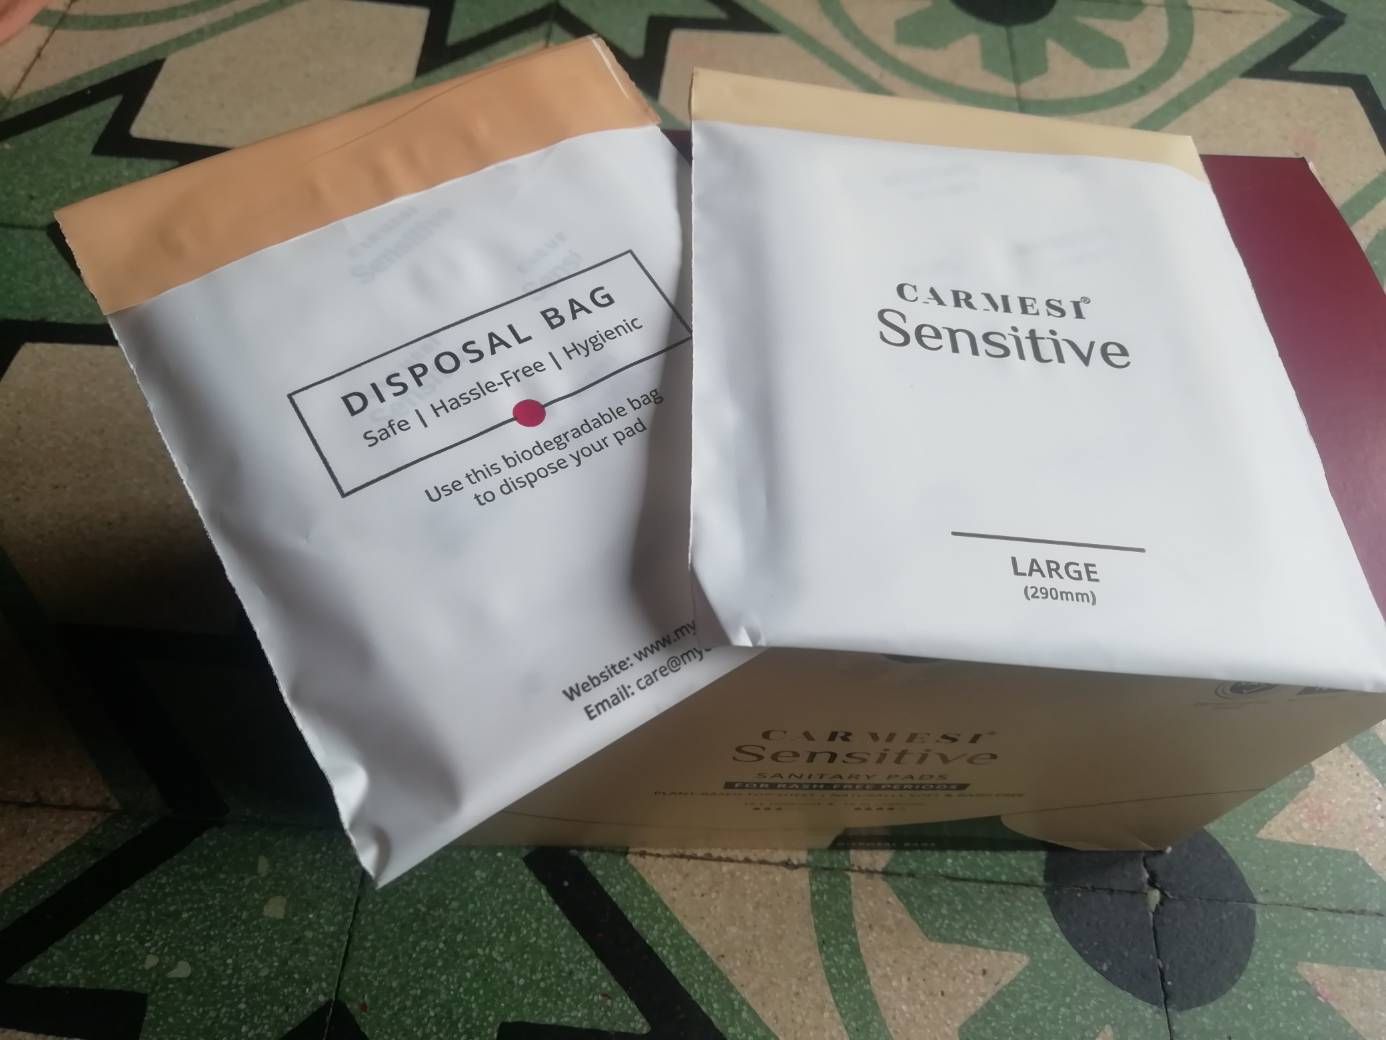 DISPOSAL BAG
Safe | Hassle-Free | Hygienic
Use this biodegradable bag
to dispose your pad
Website: www.my
Email: care@my
CARMESI®
Sensitive
LARGE
(290mm)
CARMESI®
Sensitive
SANITARY PADS
FOR RASH FREE PERIODS